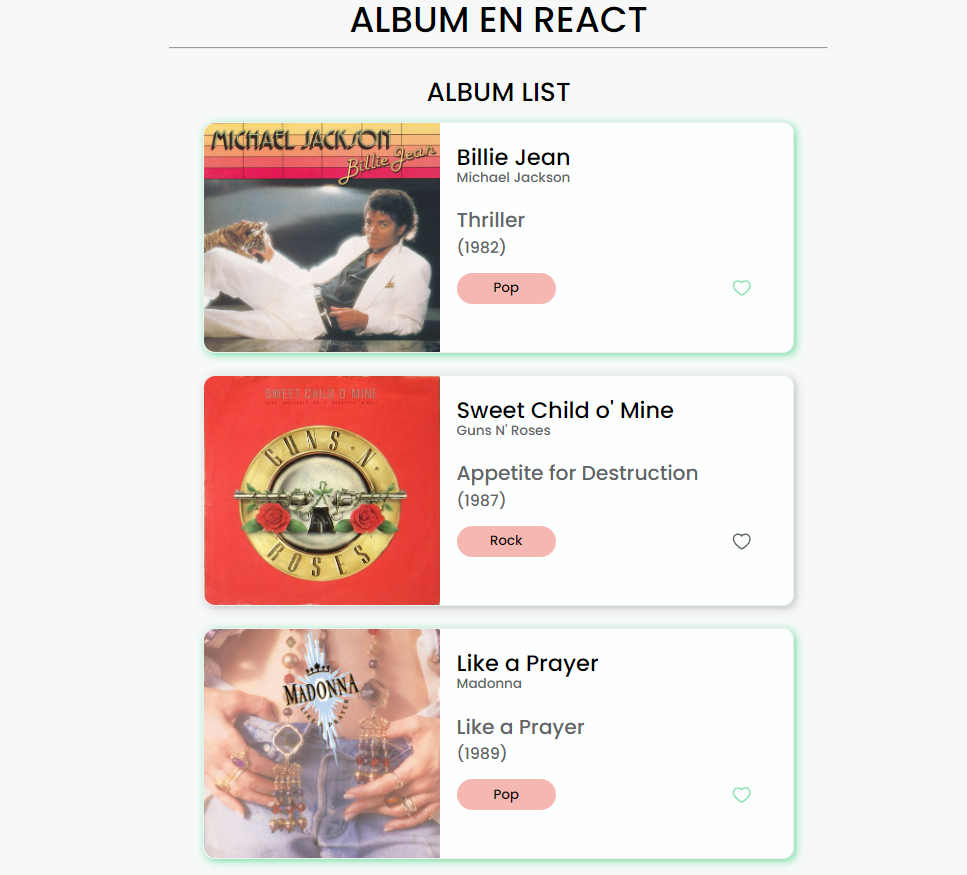 ALBUM EN REACT
ALBUM LIST
MICHAEL JACKSON
Billie Jean
Billie Jean
Michael Jackson
Thriller
(1982)
Pop
SWEET CHILD O' MINE
GUNS N'
ROSES
Sweet Child o' Mine
Guns N' Roses
Appetite for Destruction
(1987)
Rock
MADONNA
LIKE A PRAYER
Like a Prayer
Madonna
Like a Prayer
(1989)
Pop